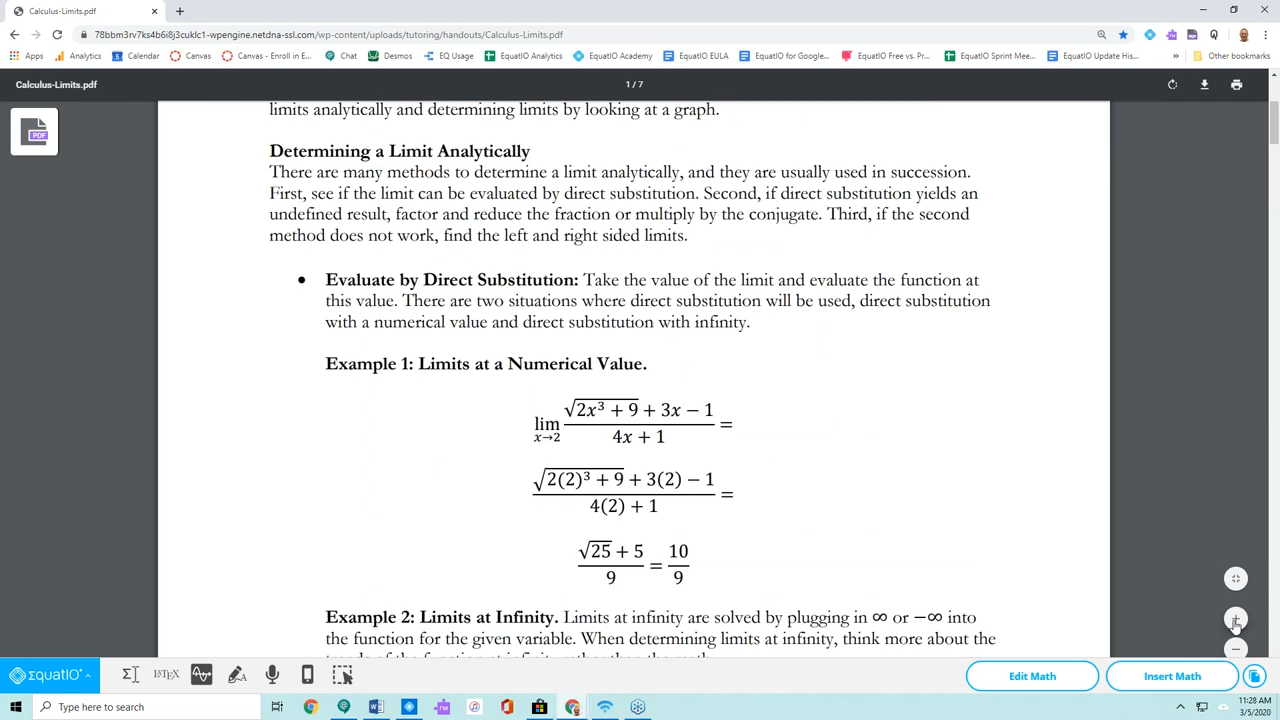 Calculus-Limits.pdf
78bbm3rv7ks4b6i8j3cuklc1-wpengine.netdna-ssl.com/wp-content/uploads/tutoring/handouts/Calculus-Limits.pdf
Apps Analytics Calendar Canvas Canvas - Enroll in E... Chat Desmos EQ Usage EquatIO Analytics EquatIO Academy EquatIO EULA EquatIO for Google... EquatIO Free vs. Pr... EquatIO Sprint Mee... EquatIO Update His... » Other bookmarks
Calculus-Limits.pdf 1/7
PDF
limits analytically and determining limits by looking at a graph.
Determining a Limit Analytically
There are many methods to determine a limit analytically, and they are usually used in succession.
First, see if the limit can be evaluated by direct substitution. Second, if direct substitution yields an
undefined result, factor and reduce the fraction or multiply by the conjugate. Third, if the second
method does not work, find the left and right sided limits.
• Evaluate by Direct Substitution: Take the value of the limit and evaluate the function at
this value. There are two situations where direct substitution will be used, direct substitution
with a numerical value and direct substitution with infinity.
Example 1: Limits at a Numerical Value.
√2x³ + 9 + 3x − 1
lim =
x→2
4x + 1
√2(2)³ + 9 + 3(2) − 1
=
4(2) + 1
√25 + 5 10
=
9 9
Example 2: Limits at Infinity. Limits at infinity are solved by plugging in ∞ or −∞ into
the function for the given variable. When determining limits at infinity, think more about the
EquatIO LATEX Edit Math Insert Math
Type here to search
11:28 AM
3/5/2020